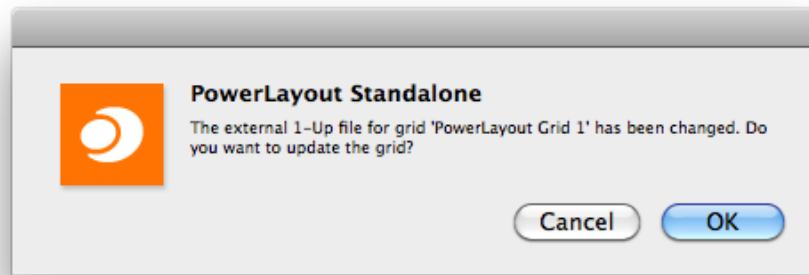 PowerLayout Standalone
The external 1-Up file for grid 'PowerLayout Grid 1' has been changed. Do
you want to update the grid?
Cancel OK